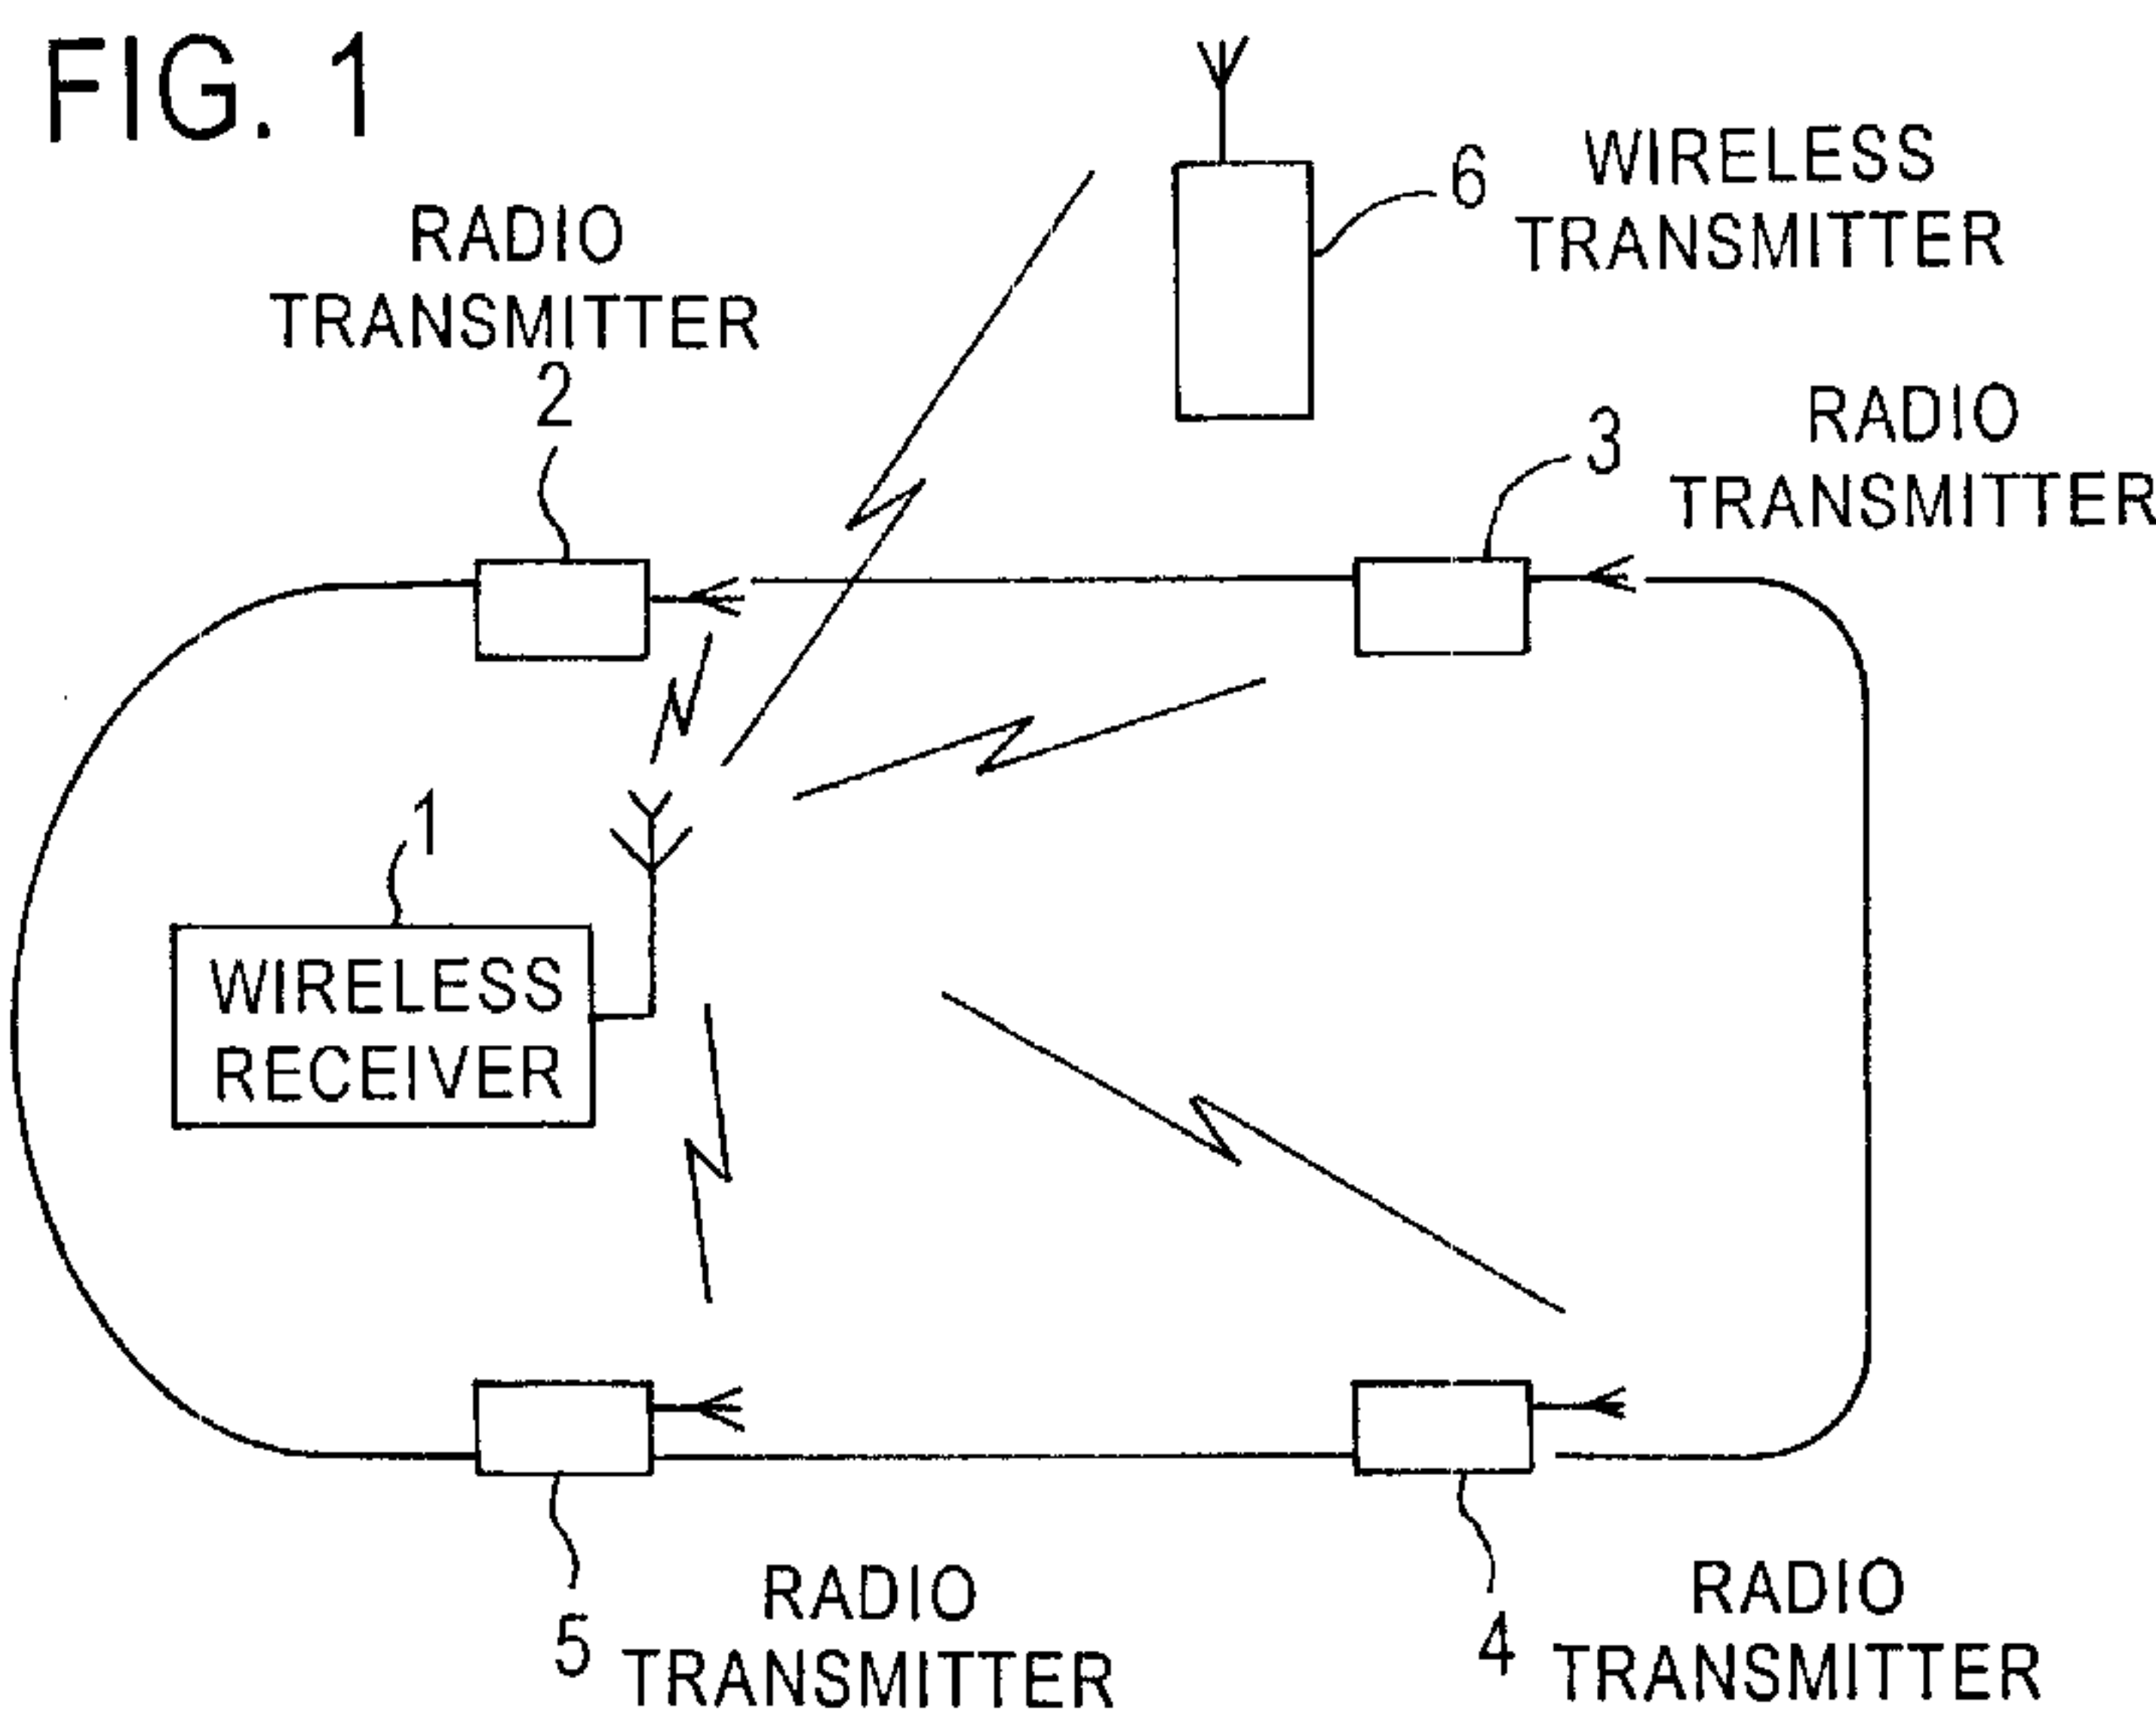 FIG. 1
WIRELESS
TRANSMITTER
6
RADIO
TRANSMITTER
2
RADIO
TRANSMITTER
3
1
WIRELESS
RECEIVER
5
RADIO
TRANSMITTER
4
RADIO
TRANSMITTER